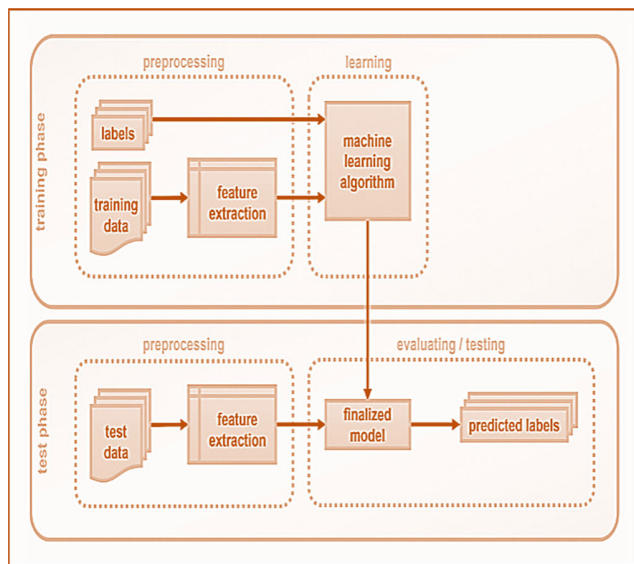 training phase
preprocessing
learning
labels
machine
learning
algorithm
training
data
feature
extraction
test phase
preprocessing
evaluating / testing
test
data
feature
extraction
finalized
model
predicted labels